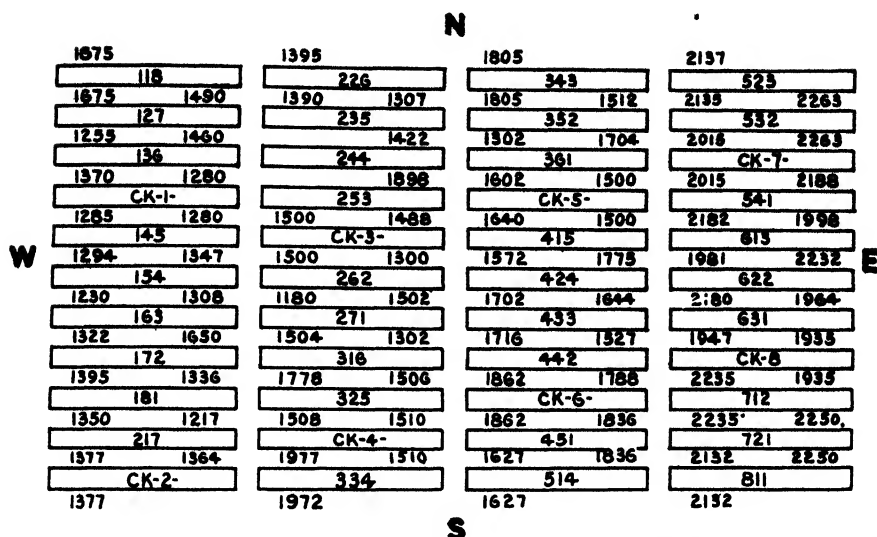 N
1675 1395 1805 2137
118 226 343 523
1675 1490 1390 1307 1805 1512 2135 2263
127 235 352 532
1255 1460 1422 1302 1704 2016 2263
136 244 361 CK-7-
1370 1280 1898 1602 1500 2015 2188
CK-1- 253 CK-5- 541
1285 1280 1500 1488 1640 1500 2182 1998
145 CK-3- 415 613
W 1294 1347 1500 1300 1572 1775 1981 2232 E
154 262 424 622
1230 1308 1180 1502 1702 1644 2180 1964
163 271 433 631
1322 1650 1504 1302 1716 1527 1947 1935
172 316 442 CK-8
1395 1336 1778 1506 1862 1788 2235 1935
181 325 CK-6- 712
1350 1217 1508 1510 1862 1836 2235 2250
217 CK-4- 451 721
1377 1364 1977 1510 1627 1836 2132 2250
CK-2- 334 514 811
1377 1972 1627 2132
S